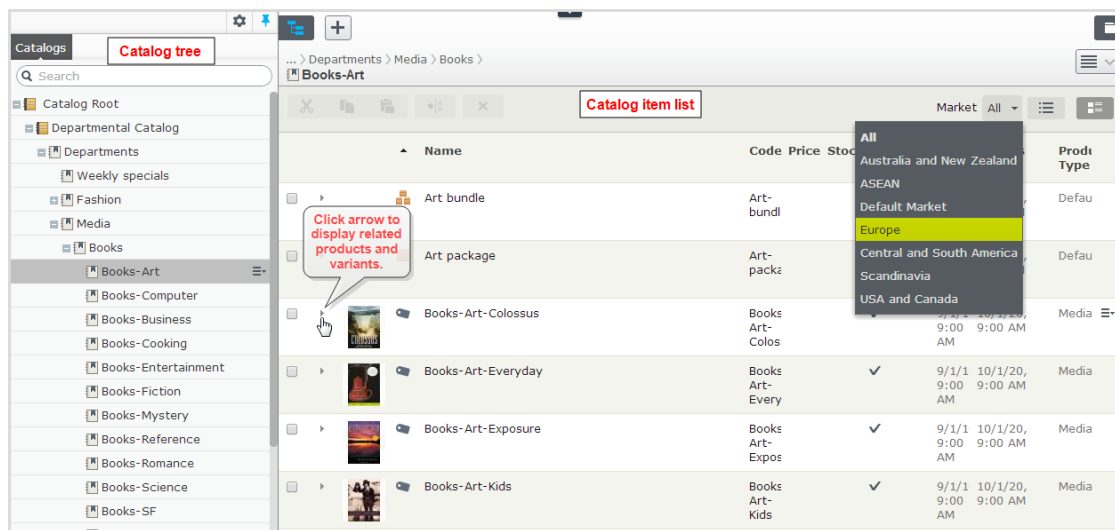 Catalogs
Catalog tree
Search
Catalog Root
Departmental Catalog
Departments
Weekly specials
Fashion
Media
Books
Books-Art
Books-Computer
Books-Business
Books-Cooking
Books-Entertainment
Books-Fiction
Books-Mystery
Books-Reference
Books-Romance
Books-Science
Books-SF
... > Departments > Media > Books >
Books-Art
Catalog item list
Market All
All
Australia and New Zealand
ASEAN
Default Market
Europe
Central and South America
Scandinavia
USA and Canada
Name Code Price Stoc Produ
Type
Art bundle Art- Defau
bundl
Click arrow to
display related
products and
variants.
Art package Art- Defau
packa
Books-Art-Colossus Books 9/1/1 10/1/20, Media
Art- 9:00 9:00 AM
Colos AM
COLOSSUS
Books-Art-Everyday Books 9/1/1 10/1/20, Media
Art- 9:00 9:00 AM
Every AM
Books-Art-Exposure Books 9/1/1 10/1/20, Media
Art- 9:00 9:00 AM
Expos AM
Books-Art-Kids Books 9/1/1 10/1/20, Media
Art- 9:00 9:00 AM
Kids AM